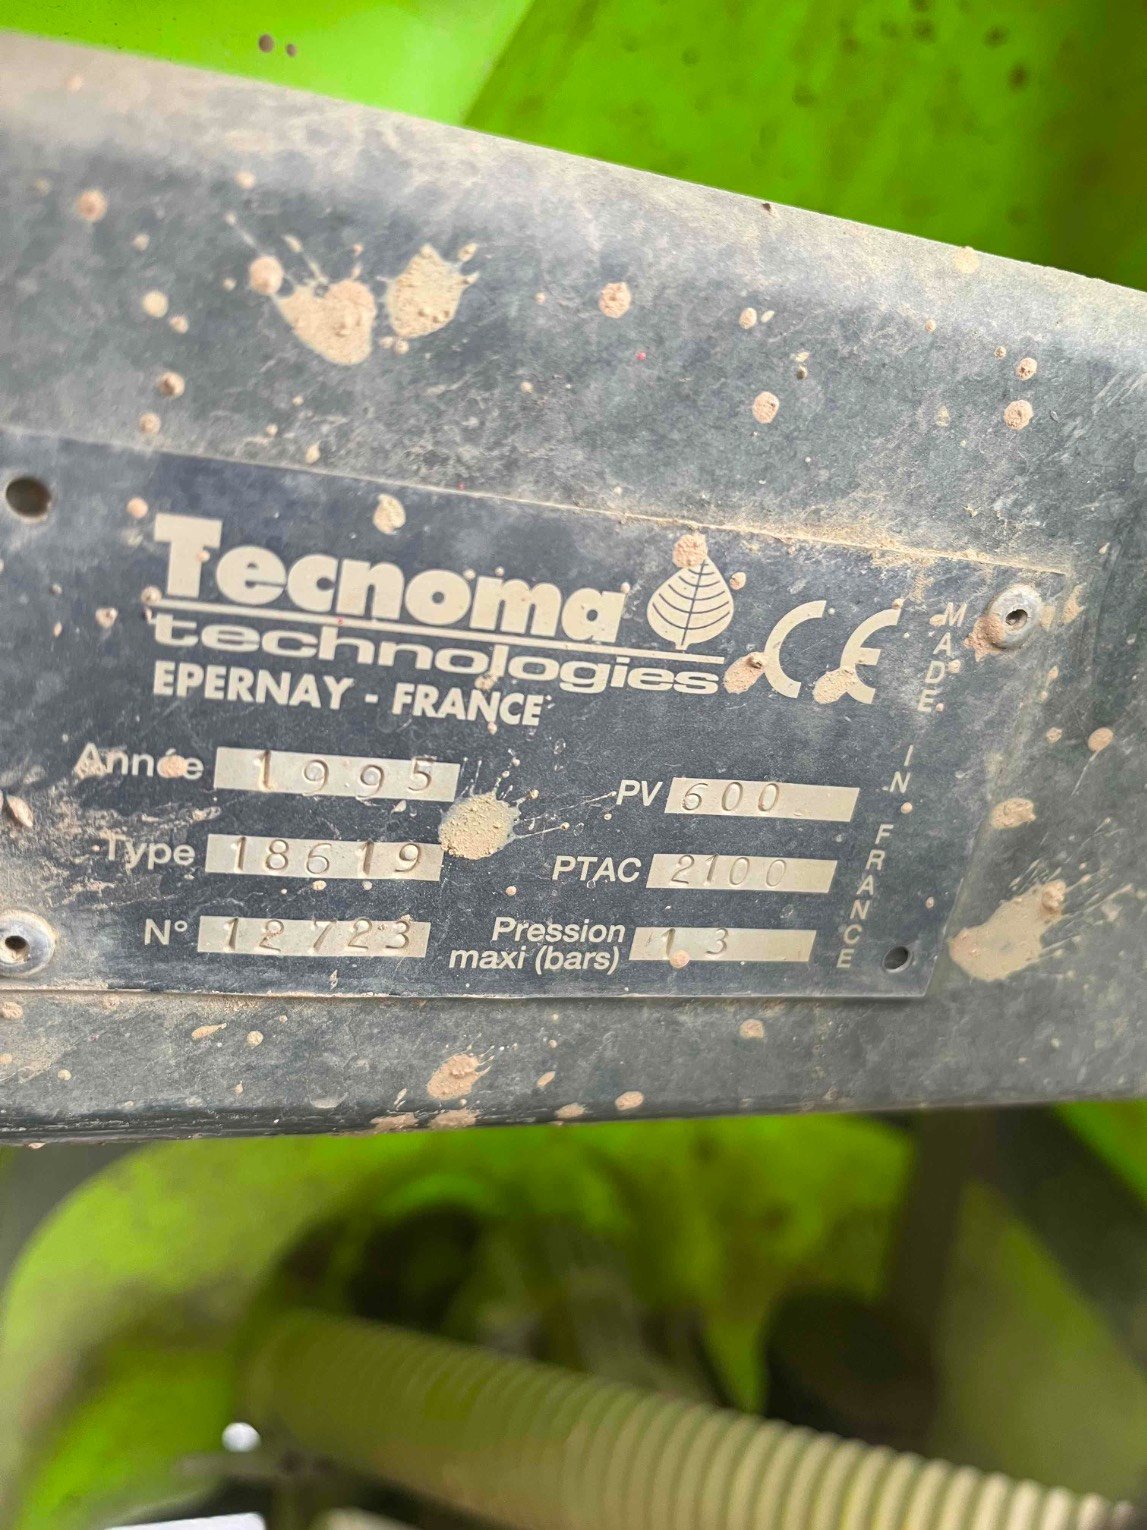 Tecnoma
technologies
EPERNAY - FRANCE
CE
MADE IN FRANCE
Année 1995
Type 18619
N° 12723
PV 600
PTAC 2100
Pression
maxi (bars) 13